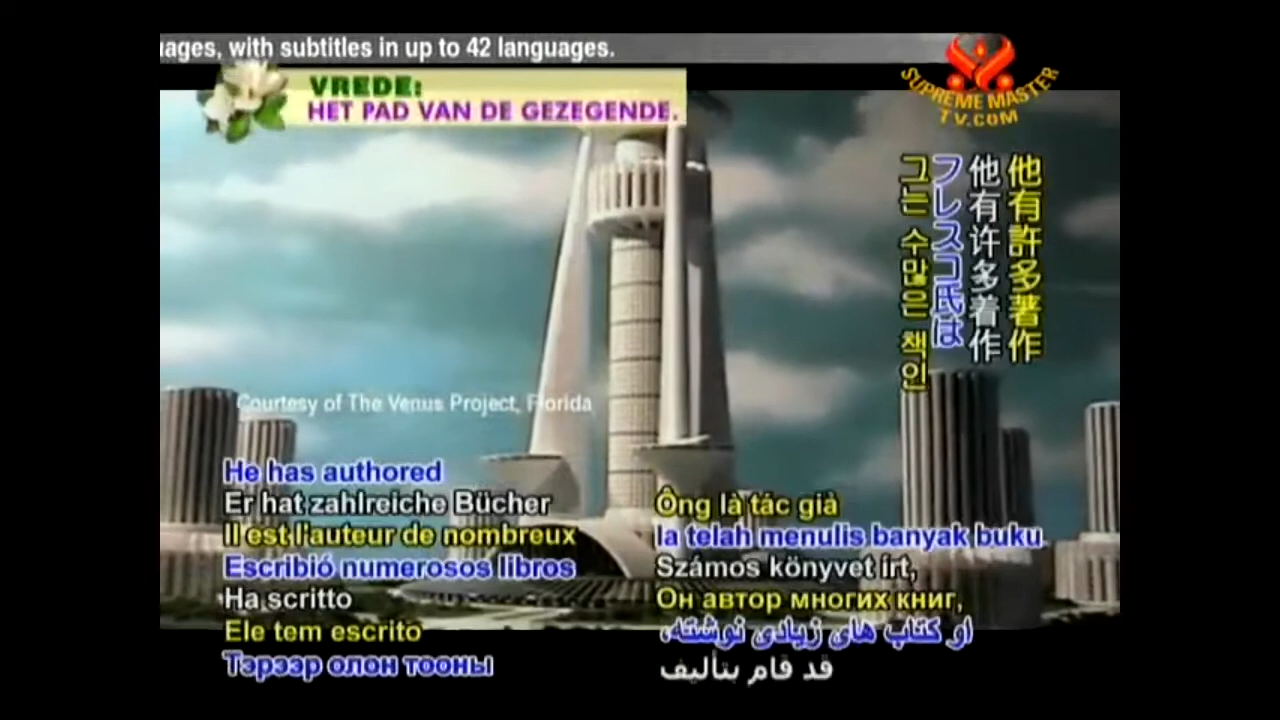 ages, with subtitles in up to 42 languages.
SUPREME MASTER
TV.COM
VREDE:
HET PAD VAN DE GEZEGENDE.
他有許多著作
他有许多着作
フレスコ氏は
그는 수많은 책인
Courtesy of The Venus Project, Florida
He has authored
Er hat zahlreiche Bücher
Il est l'auteur de nombreux
Escribió numerosos libros
Ha scritto
Ele tem escrito
Тэрээр олон тооны
Ông là tác giả
Ia telah menulis banyak buku
Számos könyvet írt,
Он автор многих книг,
او کتاب های زیادی نوشته،
قد قام بتأليف